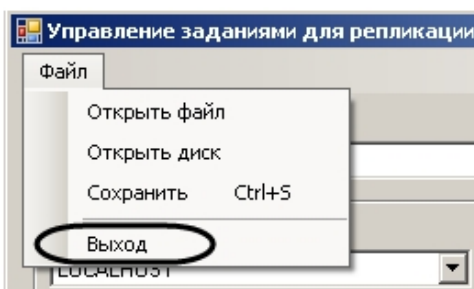 Управление заданиями для репликации
Файл
Открыть файл
Открыть диск
Сохранить Ctrl+S
Выход
LOCALHOST